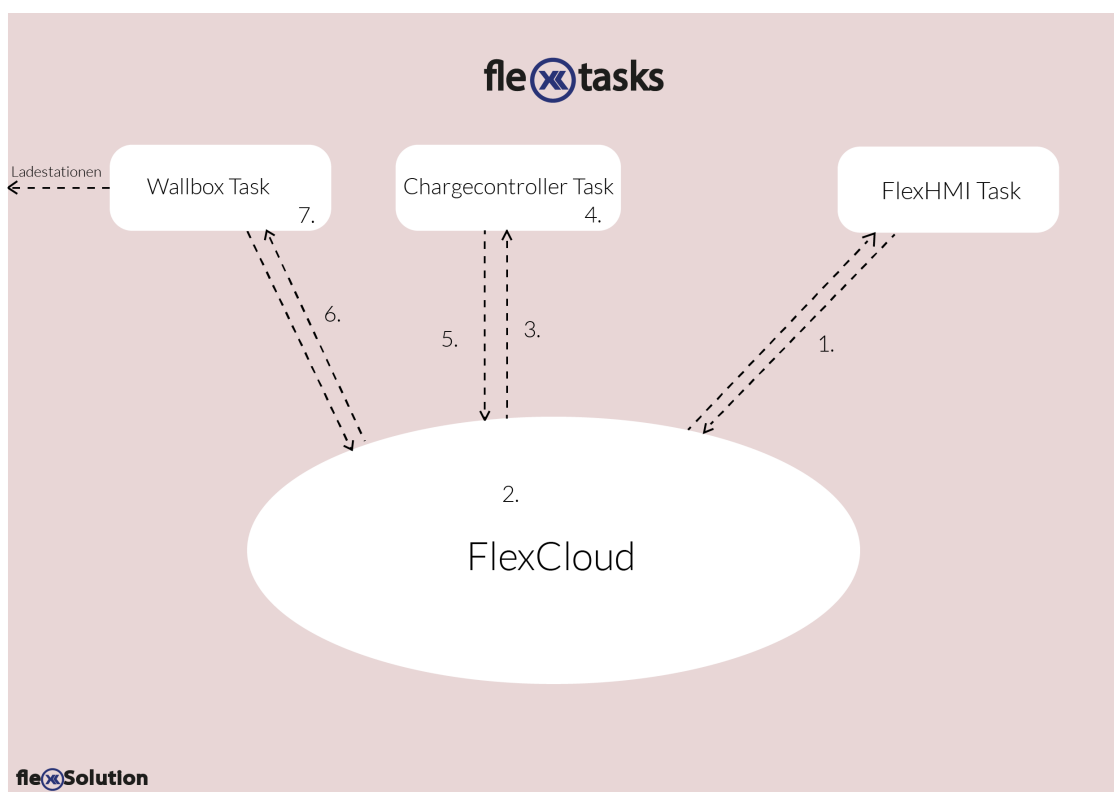 flextasks
Ladestationen
Wallbox Task
7.
Chargecontroller Task
4.
FlexHMI Task
6.
5.
3.
1.
2.
FlexCloud
flexSolution